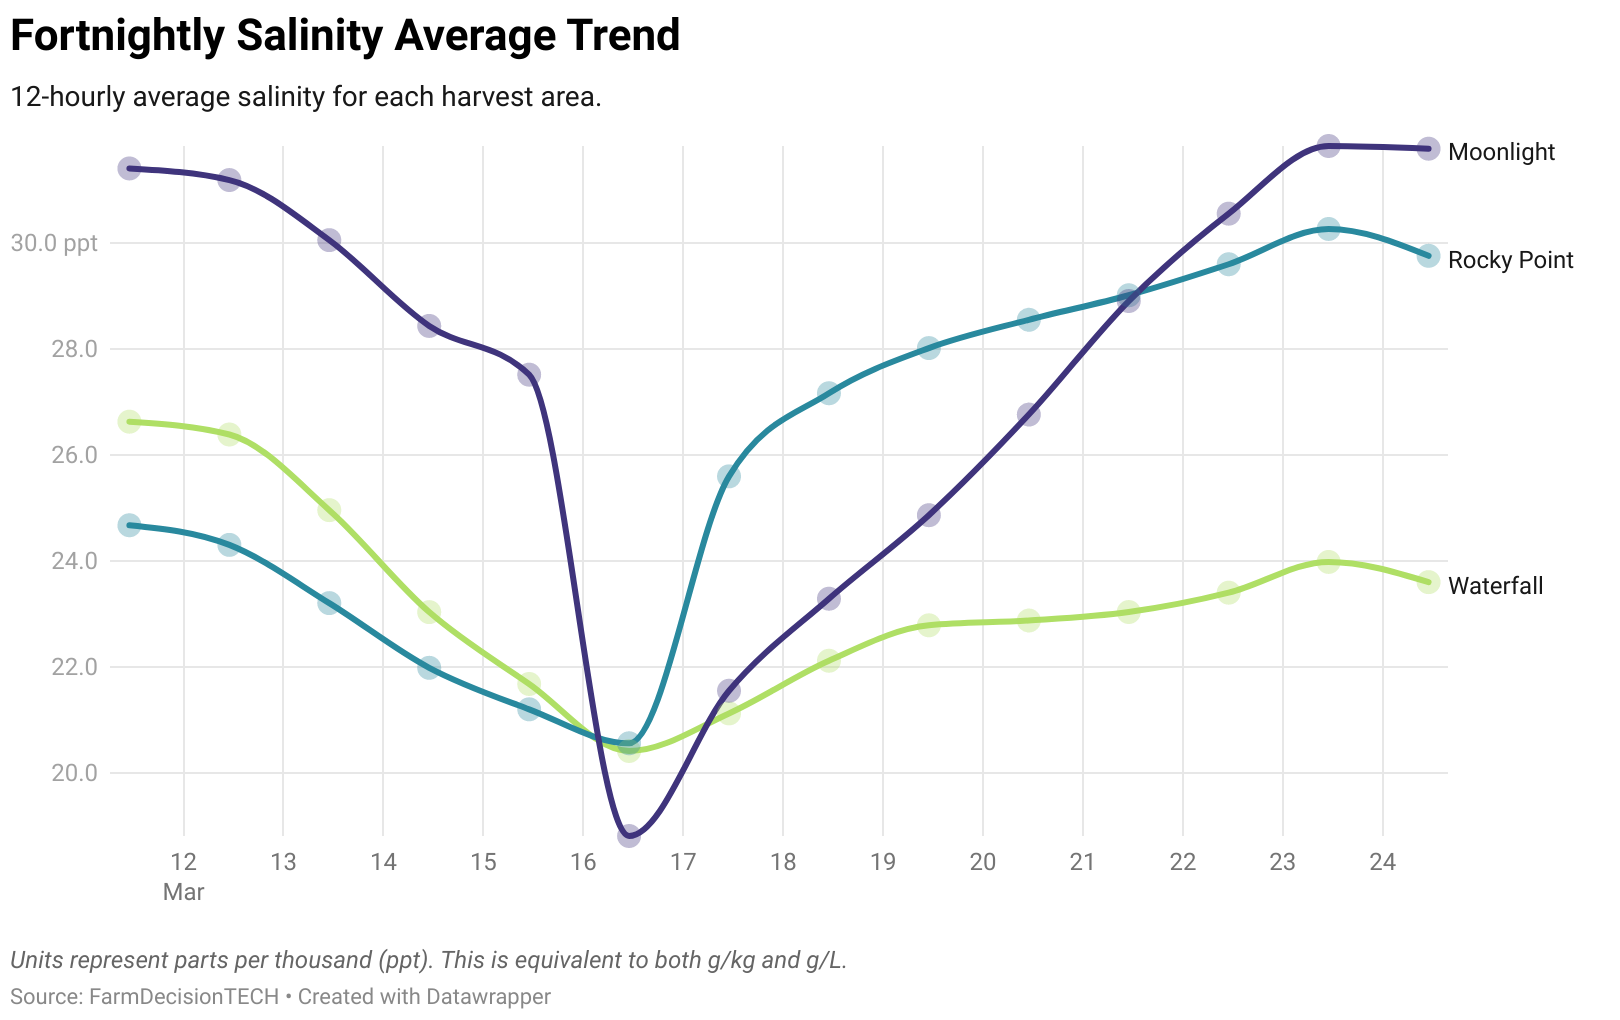 Fortnightly Salinity Average Trend
12-hourly average salinity for each harvest area.
Moonlight
30.0 ppt
Rocky Point
28.0
26.0
24.0
Waterfall
22.0
20.0
12 13 14 15 16 17 18 19 20 21 22 23 24
Mar
Units represent parts per thousand (ppt). This is equivalent to both g/kg and g/L.
Source: FarmDecisionTECH • Created with Datawrapper